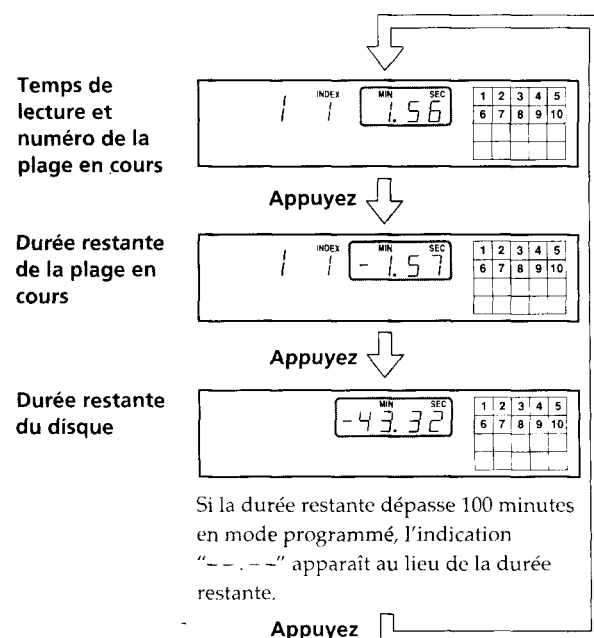 Temps de
lecture et
numéro de la
plage en cours
INDEX MIN SEC
1 1 1.56
1 2 3 4 5
6 7 8 9 10
Appuyez
Durée restante
de la plage en
cours
INDEX MIN SEC
1 1 -1.57
1 2 3 4 5
6 7 8 9 10
Appuyez
Durée restante
du disque
MIN SEC
-43.32
1 2 3 4 5
6 7 8 9 10
Si la durée restante dépasse 100 minutes
en mode programmé, l'indication
"– – . – –" apparaît au lieu de la durée
restante.
Appuyez